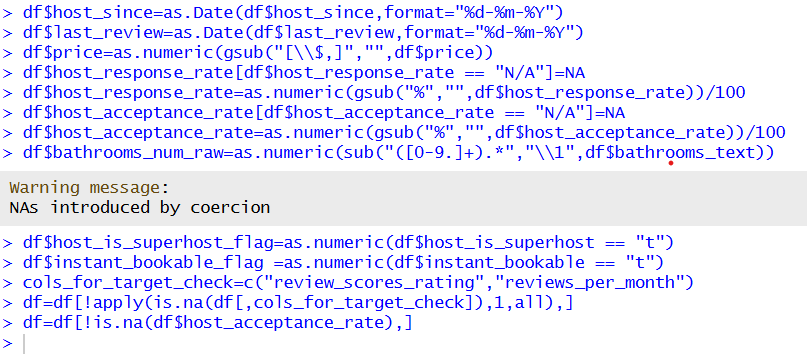 > df$host_since=as.Date(df$host_since,format="%d-%m-%Y")
> df$last_review=as.Date(df$last_review,format="%d-%m-%Y")
> df$price=as.numeric(gsub("[\\$,]","",df$price))
> df$host_response_rate[df$host_response_rate == "N/A"]=NA
> df$host_response_rate=as.numeric(gsub("%","",df$host_response_rate))/100
> df$host_acceptance_rate[df$host_acceptance_rate == "N/A"]=NA
> df$host_acceptance_rate=as.numeric(gsub("%","",df$host_acceptance_rate))/100
> df$bathrooms_num_raw=as.numeric(sub("([0-9.]+).*","\\1",df$bathrooms_text))
Warning message:
NAs introduced by coercion
> df$host_is_superhost_flag=as.numeric(df$host_is_superhost == "t")
> df$instant_bookable_flag =as.numeric(df$instant_bookable == "t")
> cols_for_target_check=c("review_scores_rating","reviews_per_month")
> df=df[!apply(is.na(df[,cols_for_target_check]),1,all),]
> df=df[!is.na(df$host_acceptance_rate),]
>